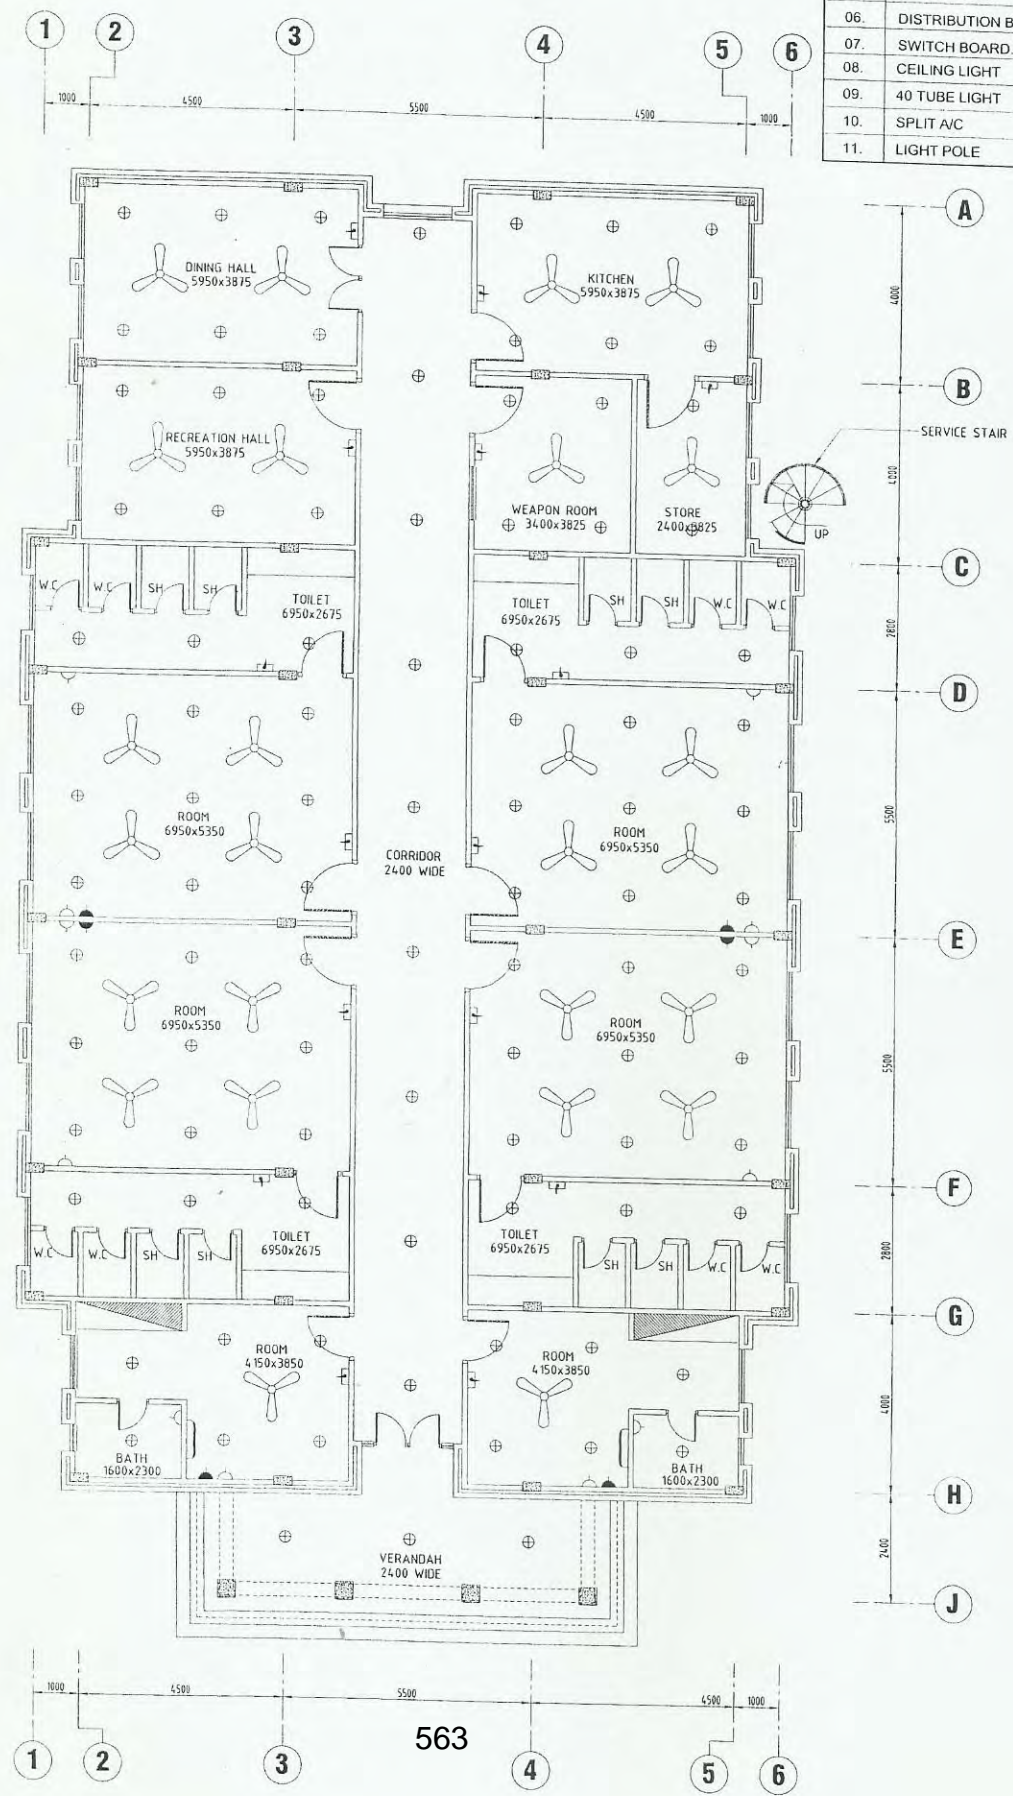 1
2
3
4
5
6
1000
4500
5500
4500
1000
06. DISTRIBUTION B
07. SWITCH BOARD.
08. CEILING LIGHT
09. 40 TUBE LIGHT
10. SPLIT A/C
11. LIGHT POLE
A
4000
B
4000
C
2800
D
5500
E
5500
F
2800
G
4000
H
2400
J
DINING HALL
5950x3875
KITCHEN
5950x3875
RECREATION HALL
5950x3875
WEAPON ROOM
3400x3825
STORE
2400x3825
SERVICE STAIR
UP
W.C
W.C
SH
SH
TOILET
6950x2675
TOILET
6950x2675
SH
SH
W.C
W.C
ROOM
6950x5350
CORRIDOR
2400 WIDE
ROOM
6950x5350
ROOM
6950x5350
ROOM
6950x5350
W.C
W.C
SH
SH
TOILET
6950x2675
TOILET
6950x2675
SH
SH
W.C
W.C
ROOM
4150x3850
ROOM
4150x3850
BATH
1600x2300
BATH
1600x2300
VERANDAH
2400 WIDE
1000
4500
5500
4500
1000
563
1
2
3
4
5
6